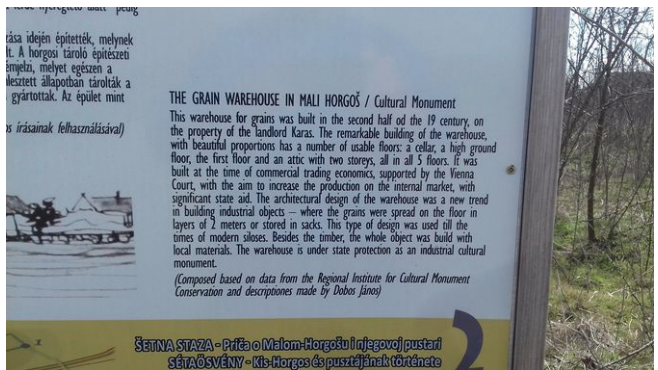 pedig
zása idején építették, melynek
lt. A horgosi tároló építészeti
émjelzi, melyet egészen a
lesztett állapotban tárolták a
gyártottak. Az épület mint
os írásainak felhasználásával)
THE GRAIN WAREHOUSE IN MALI HORGOŠ / Cultural Monument
This warehouse for grains was built in the second half od the 19 century, on
the property of the landlord Karas. The remarkable building of the warehouse,
with beautiful proportions has a number of usable floors: a cellar, a high ground
floor, the first floor and an attic with two storeys, all in all 5 floors. It was
built at the time of commercial trading economics, supported by the Vienna
Court, with the aim to increase the production on the internal market, with
significant state aid. The architectural design of the warehouse was a new trend
in building industrial objects – where the grains were spread on the floor in
layers of 2 meters or stored in sacks. This type of design was used till the
times of modern siloses. Besides the timber, the whole object was build with
local materials. The warehouse is under state protection as an industrial cultural
monument.
(Composed based on data from the Regional Institute for Cultural Monument
Conservation and descriptiones made by Dobos János)
ŠETNA STAZA - Priča o Malom-Horgošu i njegovoj pustari
SÉTAÖSVÉNY - Kis-Horgos és pusztájának története
2